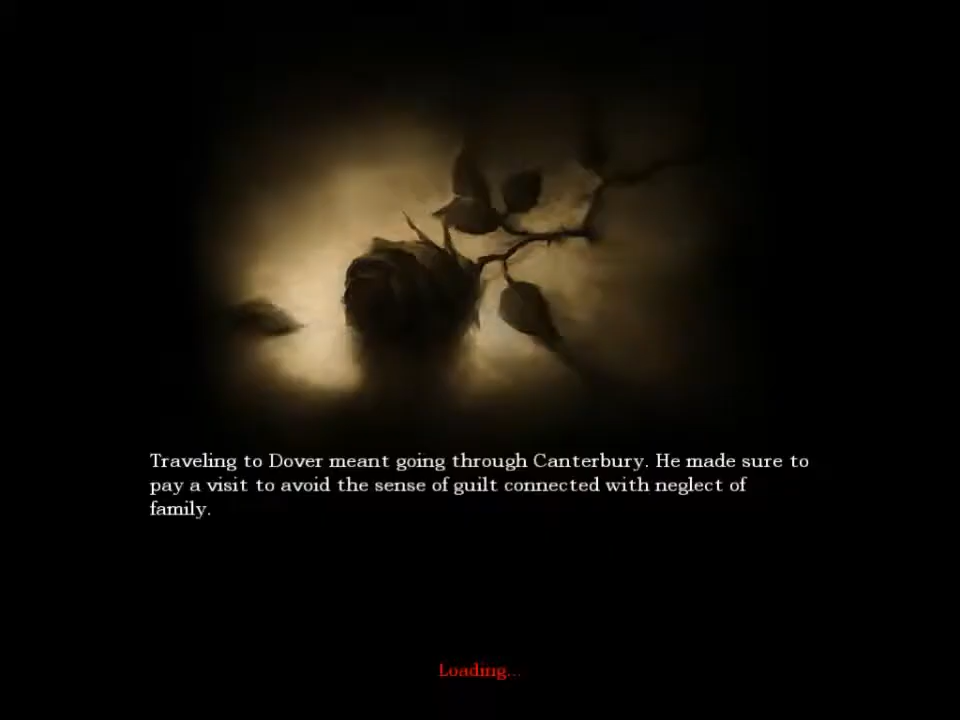 Traveling to Dover meant going through Canterbury. He made sure to
pay a visit to avoid the sense of guilt connected with neglect of
family.
Loading...